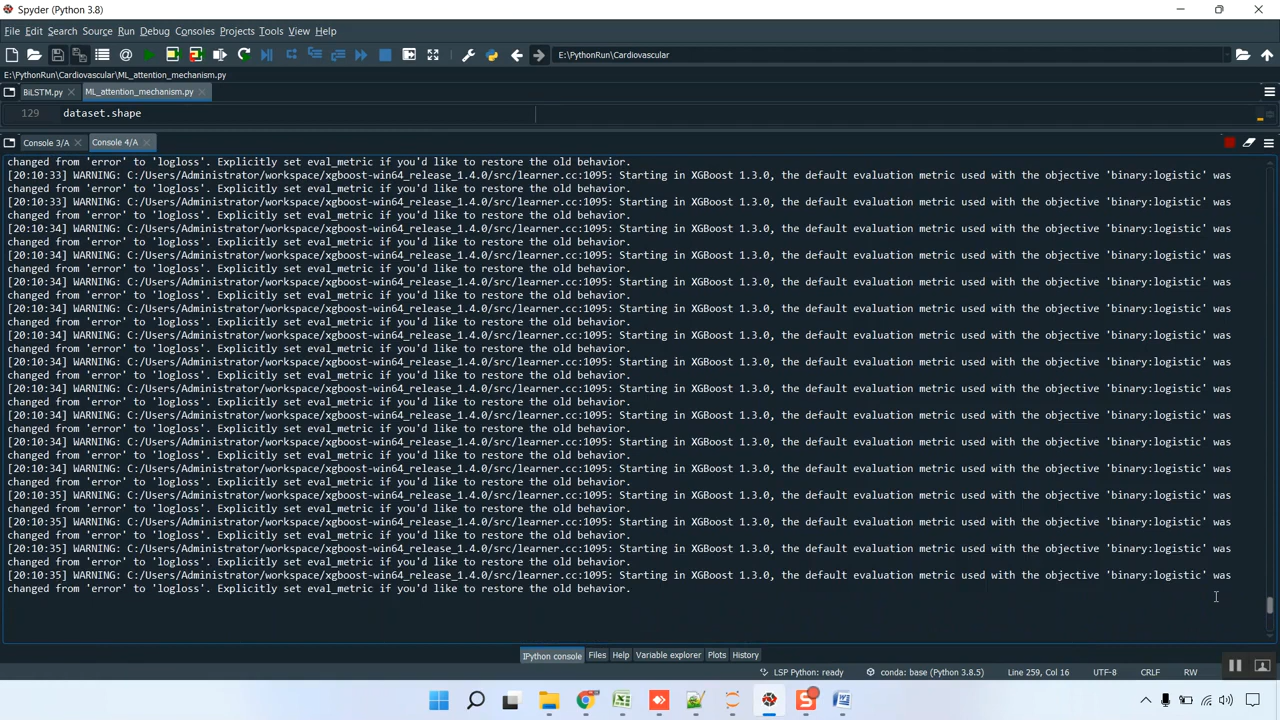 Spyder (Python 3.8)
File Edit Search Source Run Debug Consoles Projects Tools View Help
E:\PythonRun\Cardiovascular
E:\PythonRun\Cardiovascular\ML_attention_mechanism.py
BiLSTM.py ML_attention_mechanism.py
129 dataset.shape
Console 3/A Console 4/A
changed from 'error' to 'logloss'. Explicitly set eval_metric if you'd like to restore the old behavior.
[20:10:33] WARNING: C:/Users/Administrator/workspace/xgboost-win64_release_1.4.0/src/learner.cc:1095: Starting in XGBoost 1.3.0, the default evaluation metric used with the objective 'binary:logistic' was
changed from 'error' to 'logloss'. Explicitly set eval_metric if you'd like to restore the old behavior.
[20:10:33] WARNING: C:/Users/Administrator/workspace/xgboost-win64_release_1.4.0/src/learner.cc:1095: Starting in XGBoost 1.3.0, the default evaluation metric used with the objective 'binary:logistic' was
changed from 'error' to 'logloss'. Explicitly set eval_metric if you'd like to restore the old behavior.
[20:10:34] WARNING: C:/Users/Administrator/workspace/xgboost-win64_release_1.4.0/src/learner.cc:1095: Starting in XGBoost 1.3.0, the default evaluation metric used with the objective 'binary:logistic' was
changed from 'error' to 'logloss'. Explicitly set eval_metric if you'd like to restore the old behavior.
[20:10:34] WARNING: C:/Users/Administrator/workspace/xgboost-win64_release_1.4.0/src/learner.cc:1095: Starting in XGBoost 1.3.0, the default evaluation metric used with the objective 'binary:logistic' was
changed from 'error' to 'logloss'. Explicitly set eval_metric if you'd like to restore the old behavior.
[20:10:34] WARNING: C:/Users/Administrator/workspace/xgboost-win64_release_1.4.0/src/learner.cc:1095: Starting in XGBoost 1.3.0, the default evaluation metric used with the objective 'binary:logistic' was
changed from 'error' to 'logloss'. Explicitly set eval_metric if you'd like to restore the old behavior.
[20:10:34] WARNING: C:/Users/Administrator/workspace/xgboost-win64_release_1.4.0/src/learner.cc:1095: Starting in XGBoost 1.3.0, the default evaluation metric used with the objective 'binary:logistic' was
changed from 'error' to 'logloss'. Explicitly set eval_metric if you'd like to restore the old behavior.
[20:10:34] WARNING: C:/Users/Administrator/workspace/xgboost-win64_release_1.4.0/src/learner.cc:1095: Starting in XGBoost 1.3.0, the default evaluation metric used with the objective 'binary:logistic' was
changed from 'error' to 'logloss'. Explicitly set eval_metric if you'd like to restore the old behavior.
[20:10:34] WARNING: C:/Users/Administrator/workspace/xgboost-win64_release_1.4.0/src/learner.cc:1095: Starting in XGBoost 1.3.0, the default evaluation metric used with the objective 'binary:logistic' was
changed from 'error' to 'logloss'. Explicitly set eval_metric if you'd like to restore the old behavior.
[20:10:34] WARNING: C:/Users/Administrator/workspace/xgboost-win64_release_1.4.0/src/learner.cc:1095: Starting in XGBoost 1.3.0, the default evaluation metric used with the objective 'binary:logistic' was
changed from 'error' to 'logloss'. Explicitly set eval_metric if you'd like to restore the old behavior.
[20:10:34] WARNING: C:/Users/Administrator/workspace/xgboost-win64_release_1.4.0/src/learner.cc:1095: Starting in XGBoost 1.3.0, the default evaluation metric used with the objective 'binary:logistic' was
changed from 'error' to 'logloss'. Explicitly set eval_metric if you'd like to restore the old behavior.
[20:10:34] WARNING: C:/Users/Administrator/workspace/xgboost-win64_release_1.4.0/src/learner.cc:1095: Starting in XGBoost 1.3.0, the default evaluation metric used with the objective 'binary:logistic' was
changed from 'error' to 'logloss'. Explicitly set eval_metric if you'd like to restore the old behavior.
[20:10:34] WARNING: C:/Users/Administrator/workspace/xgboost-win64_release_1.4.0/src/learner.cc:1095: Starting in XGBoost 1.3.0, the default evaluation metric used with the objective 'binary:logistic' was
changed from 'error' to 'logloss'. Explicitly set eval_metric if you'd like to restore the old behavior.
[20:10:35] WARNING: C:/Users/Administrator/workspace/xgboost-win64_release_1.4.0/src/learner.cc:1095: Starting in XGBoost 1.3.0, the default evaluation metric used with the objective 'binary:logistic' was
changed from 'error' to 'logloss'. Explicitly set eval_metric if you'd like to restore the old behavior.
[20:10:35] WARNING: C:/Users/Administrator/workspace/xgboost-win64_release_1.4.0/src/learner.cc:1095: Starting in XGBoost 1.3.0, the default evaluation metric used with the objective 'binary:logistic' was
changed from 'error' to 'logloss'. Explicitly set eval_metric if you'd like to restore the old behavior.
[20:10:35] WARNING: C:/Users/Administrator/workspace/xgboost-win64_release_1.4.0/src/learner.cc:1095: Starting in XGBoost 1.3.0, the default evaluation metric used with the objective 'binary:logistic' was
changed from 'error' to 'logloss'. Explicitly set eval_metric if you'd like to restore the old behavior.
[20:10:35] WARNING: C:/Users/Administrator/workspace/xgboost-win64_release_1.4.0/src/learner.cc:1095: Starting in XGBoost 1.3.0, the default evaluation metric used with the objective 'binary:logistic' was
changed from 'error' to 'logloss'. Explicitly set eval_metric if you'd like to restore the old behavior.
IPython console Files Help Variable explorer Plots History
LSP Python: ready conda: base (Python 3.8.5) Line 259, Col 16 UTF-8 CRLF RW